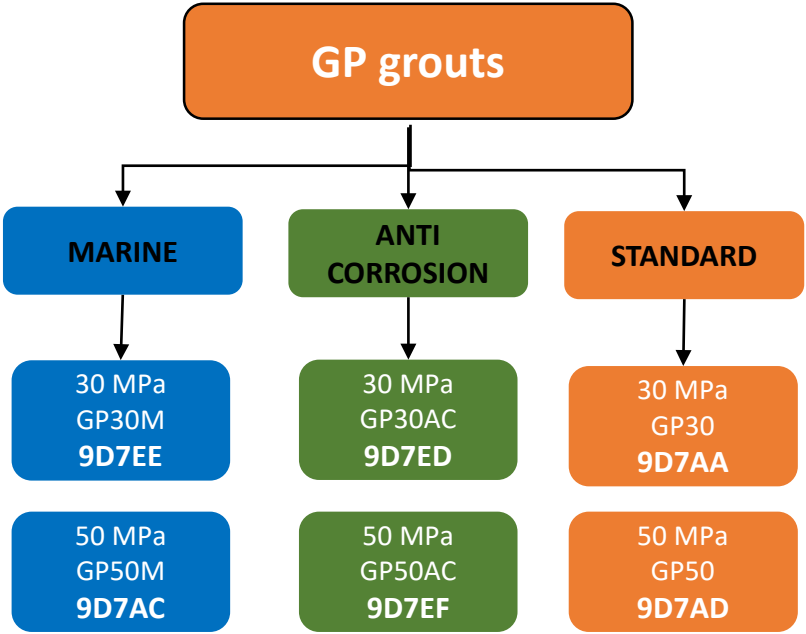 GP grouts
MARINE
ANTI
CORROSION
STANDARD
30 MPa
GP30M
9D7EE
30 MPa
GP30AC
9D7ED
30 MPa
GP30
9D7AA
50 MPa
GP50M
9D7AC
50 MPa
GP50AC
9D7EF
50 MPa
GP50
9D7AD